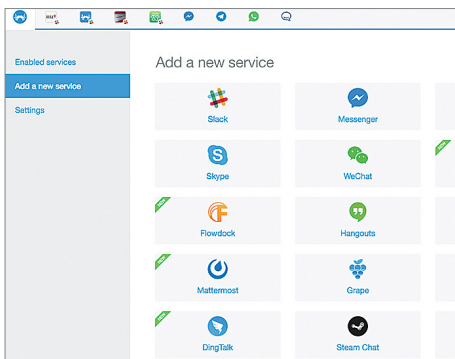 Enabled services
Add a new service
Settings
Add a new service
Slack
Messenger
Skype
WeChat
Flowdock
Hangouts
Mattermost
Grape
DingTalk
Steam Chat